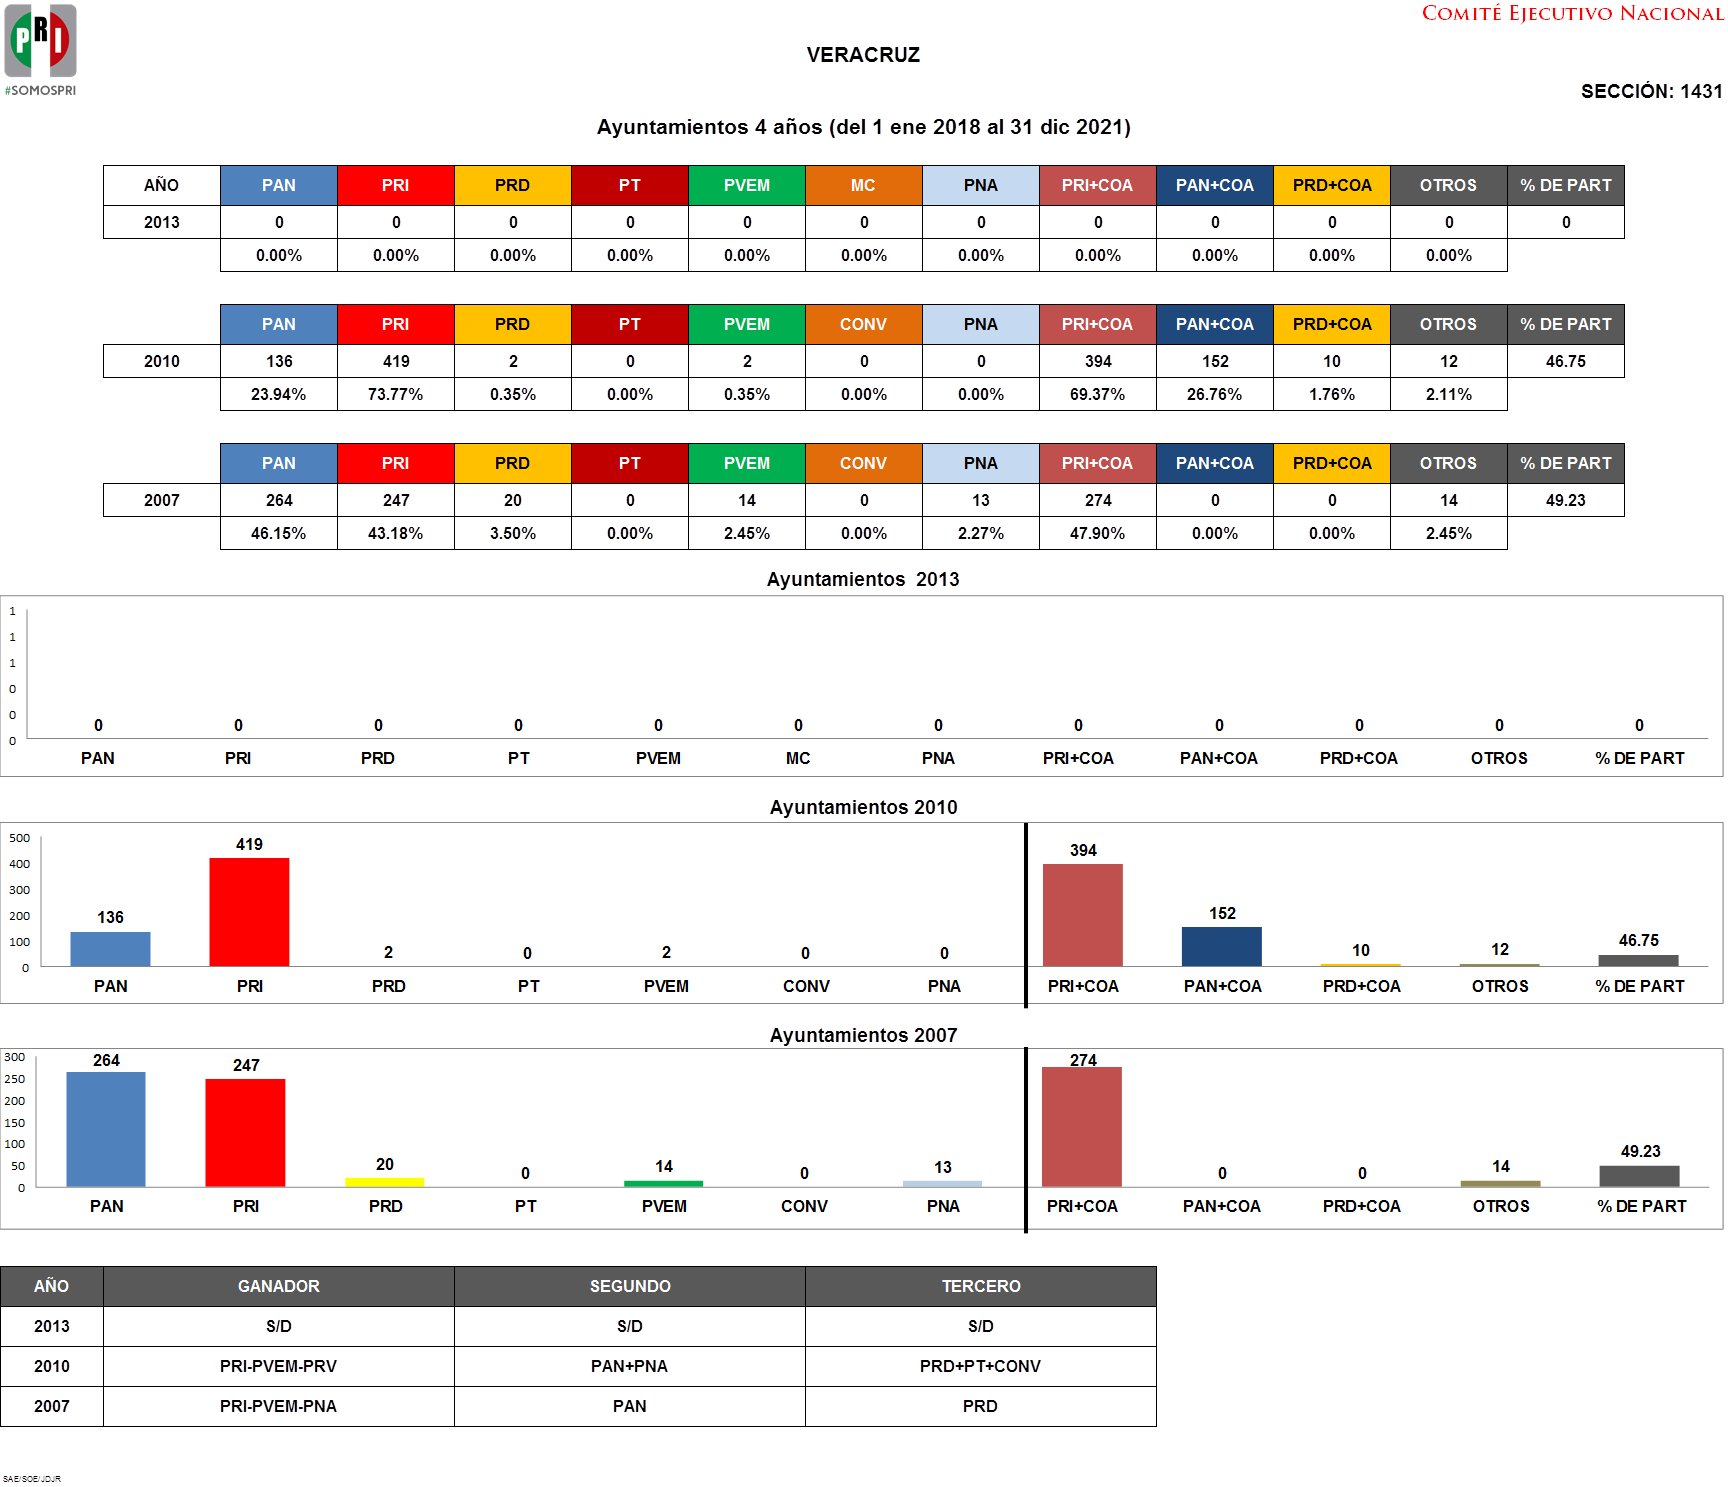 PRI
#SOMOSPRI
COMITÉ EJECUTIVO NACIONAL
VERACRUZ
SECCIÓN: 1431
Ayuntamientos 4 años (del 1 ene 2018 al 31 dic 2021)
AÑO PAN PRI PRD PT PVEM MC PNA PRI+COA PAN+COA PRD+COA OTROS % DE PART
2013 0 0 0 0 0 0 0 0 0 0 0 0
0.00% 0.00% 0.00% 0.00% 0.00% 0.00% 0.00% 0.00% 0.00% 0.00% 0.00%
PAN PRI PRD PT PVEM CONV PNA PRI+COA PAN+COA PRD+COA OTROS % DE PART
2010 136 419 2 0 2 0 0 394 152 10 12 46.75
23.94% 73.77% 0.35% 0.00% 0.35% 0.00% 0.00% 69.37% 26.76% 1.76% 2.11%
PAN PRI PRD PT PVEM CONV PNA PRI+COA PAN+COA PRD+COA OTROS % DE PART
2007 264 247 20 0 14 0 13 274 0 0 14 49.23
46.15% 43.18% 3.50% 0.00% 2.45% 0.00% 2.27% 47.90% 0.00% 0.00% 2.45%
Ayuntamientos 2013
1
1
1
0
0
0
0 0 0 0 0 0 0 0 0 0 0 0
PAN PRI PRD PT PVEM MC PNA PRI+COA PAN+COA PRD+COA OTROS % DE PART
Ayuntamientos 2010
500
400
300
200
100
0
136 419 2 0 2 0 0 394 152 10 12 46.75
PAN PRI PRD PT PVEM CONV PNA PRI+COA PAN+COA PRD+COA OTROS % DE PART
Ayuntamientos 2007
300
250
200
150
100
50
0
264 247 20 0 14 0 13 274 0 0 14 49.23
PAN PRI PRD PT PVEM CONV PNA PRI+COA PAN+COA PRD+COA OTROS % DE PART
AÑO GANADOR SEGUNDO TERCERO
2013 S/D S/D S/D
2010 PRI-PVEM-PRV PAN+PNA PRD+PT+CONV
2007 PRI-PVEM-PNA PAN PRD
SAE/SOE/JDJR